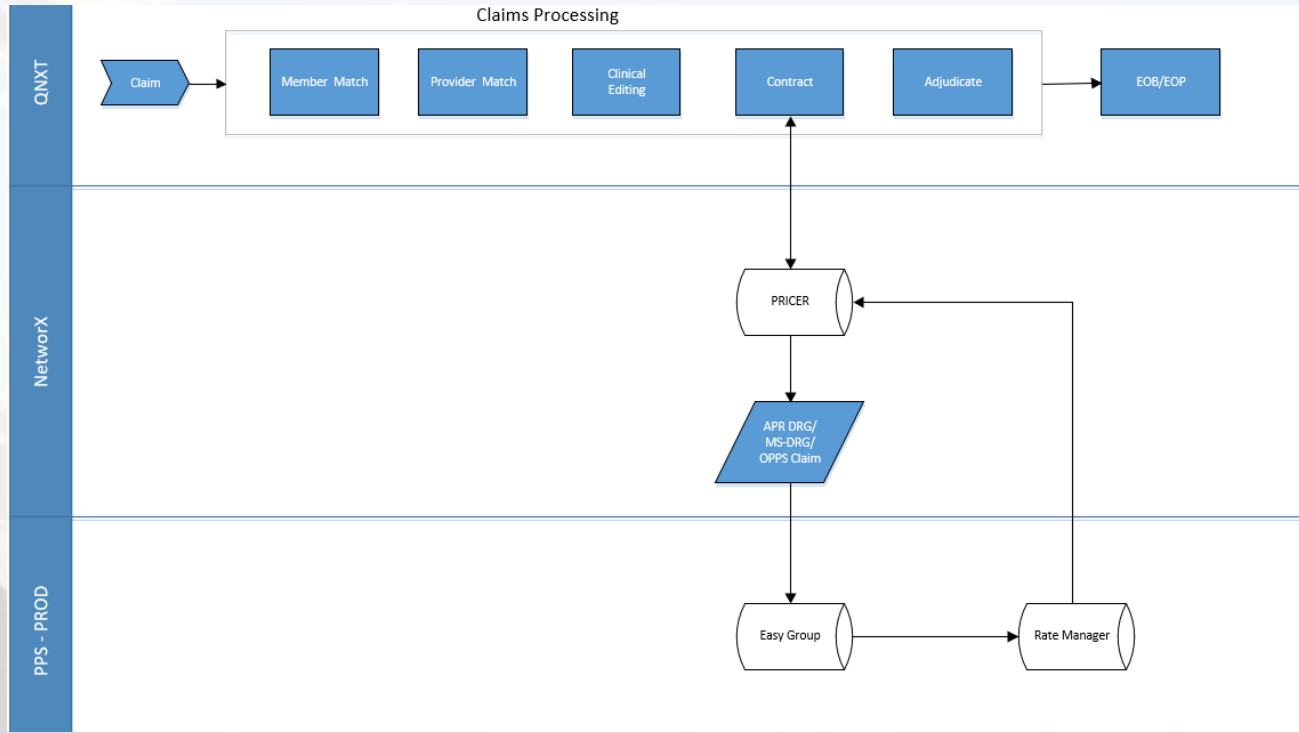 Claims Processing
QNXT
Claim
Member Match
Provider Match
Clinical
Editing
Contract
Adjudicate
EOB/EOP
NetworX
PRICER
APR DRG/
MS-DRG/
OPPS Claim
PPS - PROD
Easy Group
Rate Manager